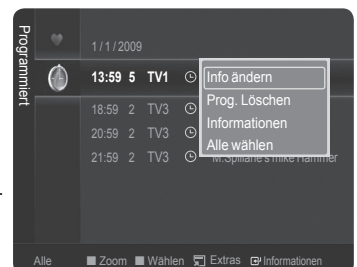 Programmiert
1 / 1 / 2009
13:59 5 TV1
18:59 2 TV3
20:59 2 TV3
21:59 2 TV3 M.Spillane's mike Hammer
Info ändern
Prog. Löschen
Informationen
Alle wählen
Alle Zoom Wählen Extras Informationen